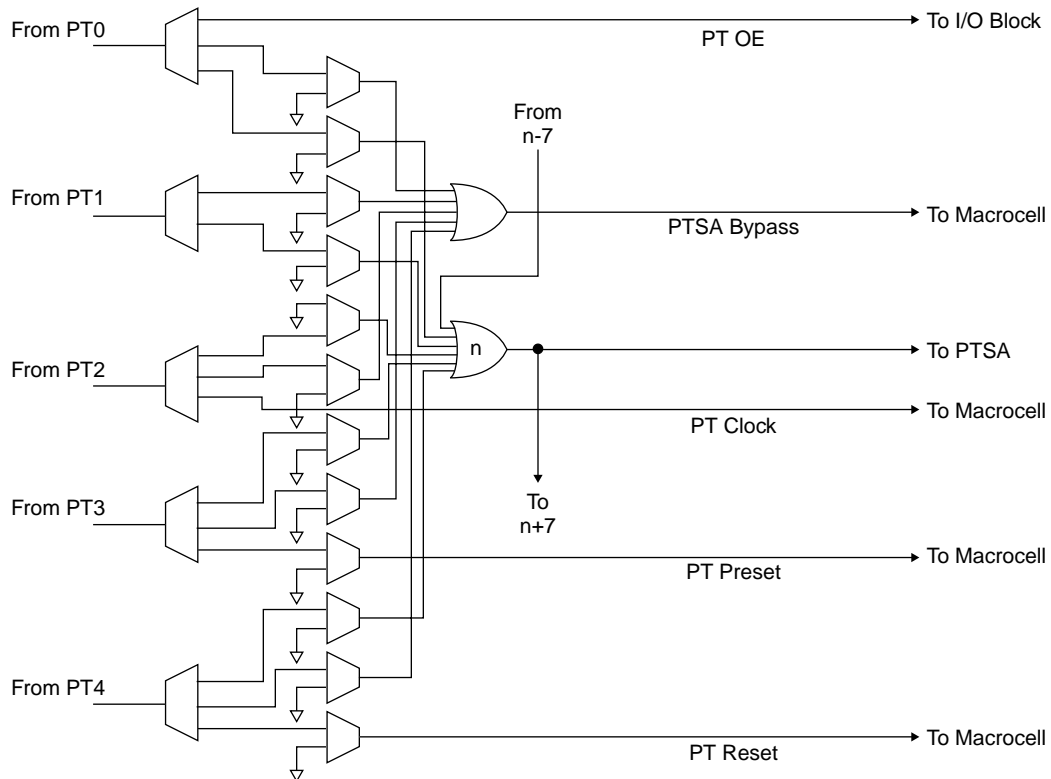 From PT0
PT OE
To I/O Block
From
n-7
From PT1
PTSA Bypass
To Macrocell
n
To PTSA
From PT2
PT Clock
To Macrocell
To
n+7
From PT3
PT Preset
To Macrocell
From PT4
PT Reset
To Macrocell